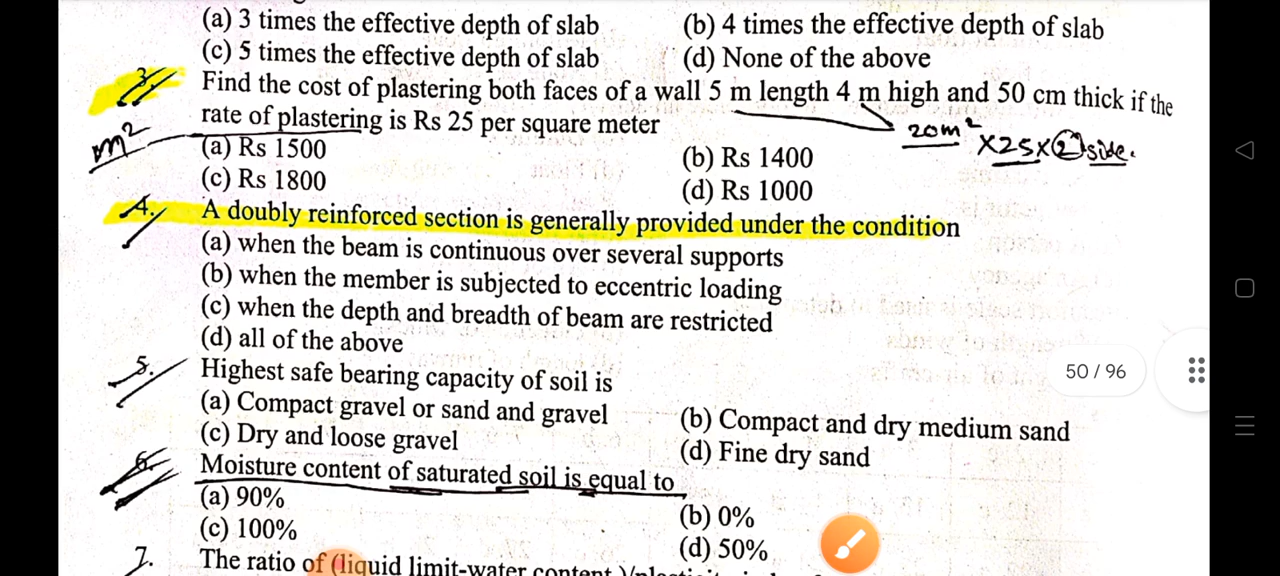 (a) 3 times the effective depth of slab (b) 4 times the effective depth of slab
(c) 5 times the effective depth of slab (d) None of the above
3. Find the cost of plastering both faces of a wall 5 m length 4 m high and 50 cm thick if the
rate of plastering is Rs 25 per square meter
m² 20m² ×25×2 side.
(a) Rs 1500 (b) Rs 1400
(c) Rs 1800 (d) Rs 1000
4. A doubly reinforced section is generally provided under the condition
(a) when the beam is continuous over several supports
(b) when the member is subjected to eccentric loading
(c) when the depth and breadth of beam are restricted
(d) all of the above
50 / 96
5. Highest safe bearing capacity of soil is
(a) Compact gravel or sand and gravel (b) Compact and dry medium sand
(c) Dry and loose gravel (d) Fine dry sand
6. Moisture content of saturated soil is equal to
(a) 90% (b) 0%
(c) 100% (d) 50%
7. The ratio of (liquid limit-water content